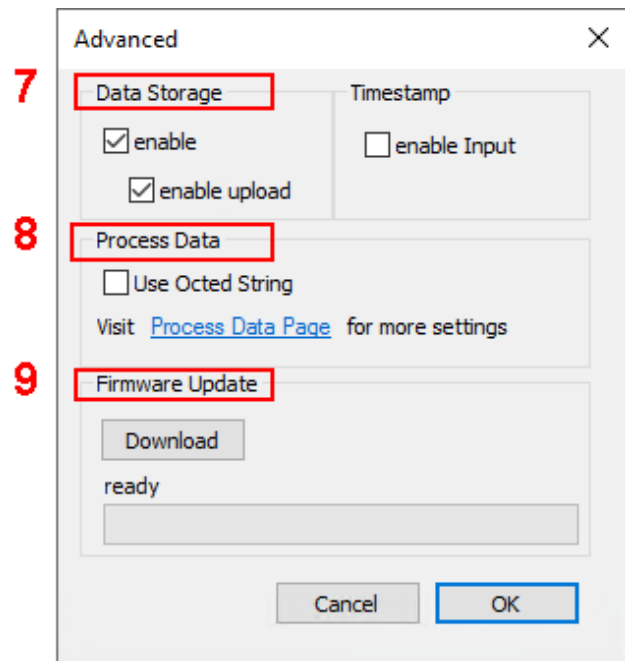 Advanced
7
Data Storage
Timestamp
enable
enable Input
enable upload
8
Process Data
Use Octed String
Visit Process Data Page for more settings
9
Firmware Update
Download
ready
Cancel
OK